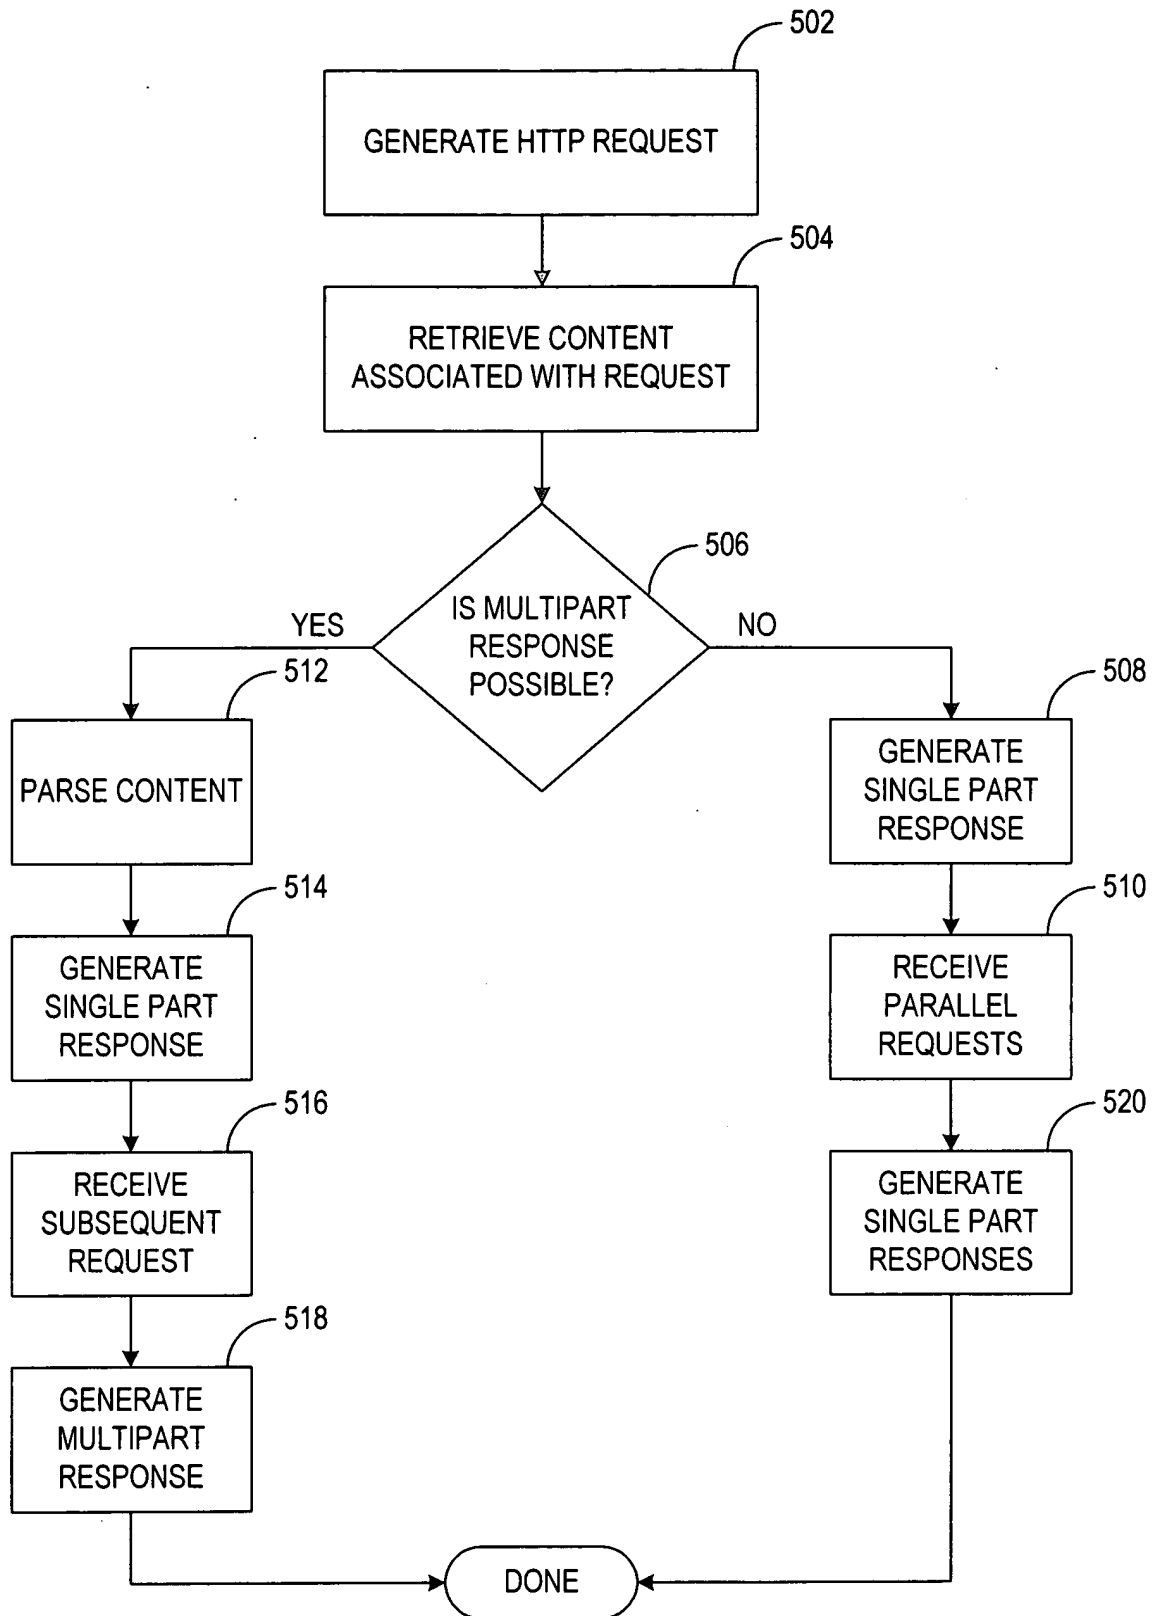 502
GENERATE HTTP REQUEST
504
RETRIEVE CONTENT
ASSOCIATED WITH REQUEST
506
IS MULTIPART
RESPONSE
POSSIBLE?
YES
NO
512
PARSE CONTENT
514
GENERATE
SINGLE PART
RESPONSE
516
RECEIVE
SUBSEQUENT
REQUEST
518
GENERATE
MULTIPART
RESPONSE
508
GENERATE
SINGLE PART
RESPONSE
510
RECEIVE
PARALLEL
REQUESTS
520
GENERATE
SINGLE PART
RESPONSES
DONE